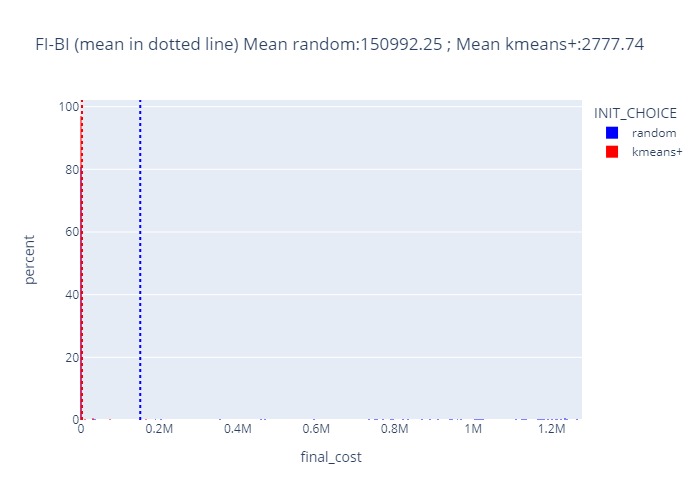 FI-BI (mean in dotted line) Mean random:150992.25 ; Mean kmeans+:2777.74
100
80
60
40
20
0
percent
0 0.2M 0.4M 0.6M 0.8M 1M 1.2M
final_cost
INIT_CHOICE
random
kmeans+